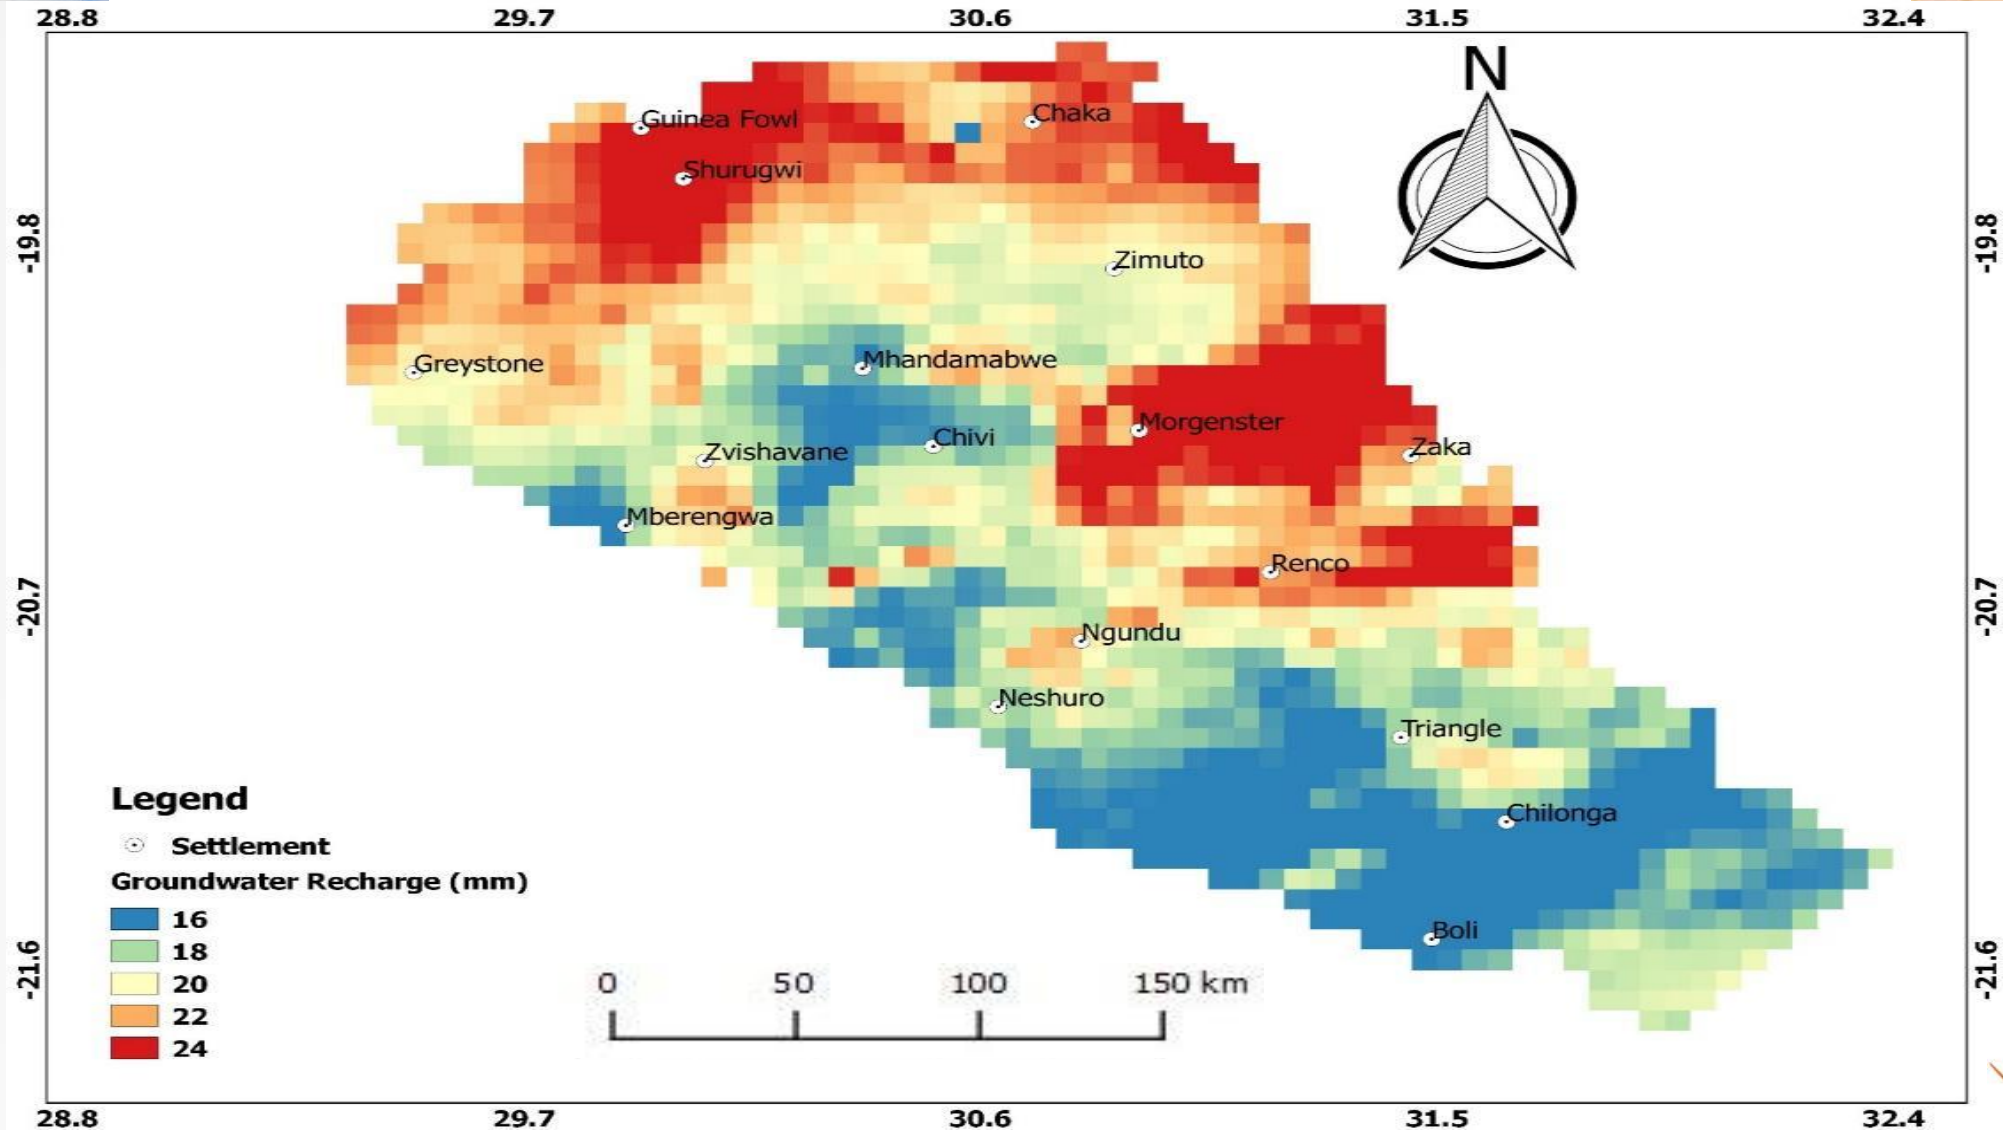 28.8 29.7 30.6 31.5 32.4
N
Chaka
Guinea Fowl
Shurugwi
-19.8 -19.8
Zimuto
Mhandamabwe
Greystone
Morgenster
Chivi
Zaka
Zvishavane
Mberengwa
Renco
-20.7 -20.7
Ngundu
Neshuro
Triangle
Legend
Chilonga
Settlement
Groundwater Recharge (mm)
16
Boli
18
-21.6 -21.6
20
0 50 100 150 km
22
24
28.8 29.7 30.6 31.5 32.4